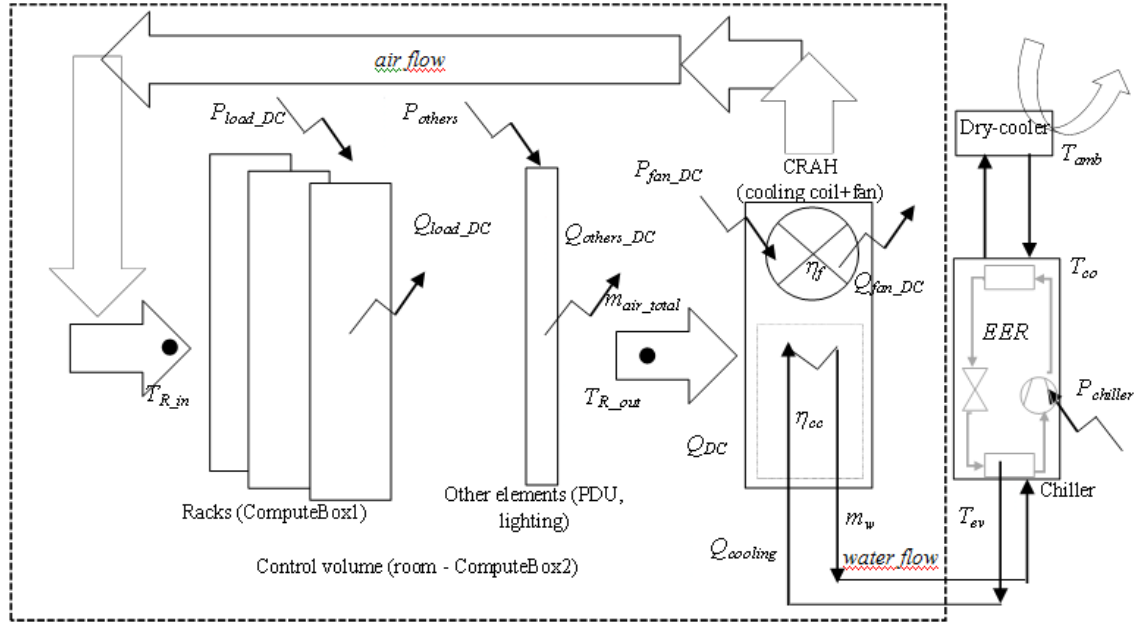 air flow
P_load_DC
P_others
Dry-cooler
T_amb
CRAH
(cooling coil+fan)
P_fan_DC
Q_load_DC
Q_others_DC
η_f
Q_fan_DC
T_co
m_air_total
EER
T_R_in
T_R_out
P_chiller
η_cc
Q_DC
Racks (ComputeBox1)
Other elements (PDU,
lighting)
Chiller
m_w
T_ev
Q_cooling
water flow
Control volume (room - ComputeBox2)